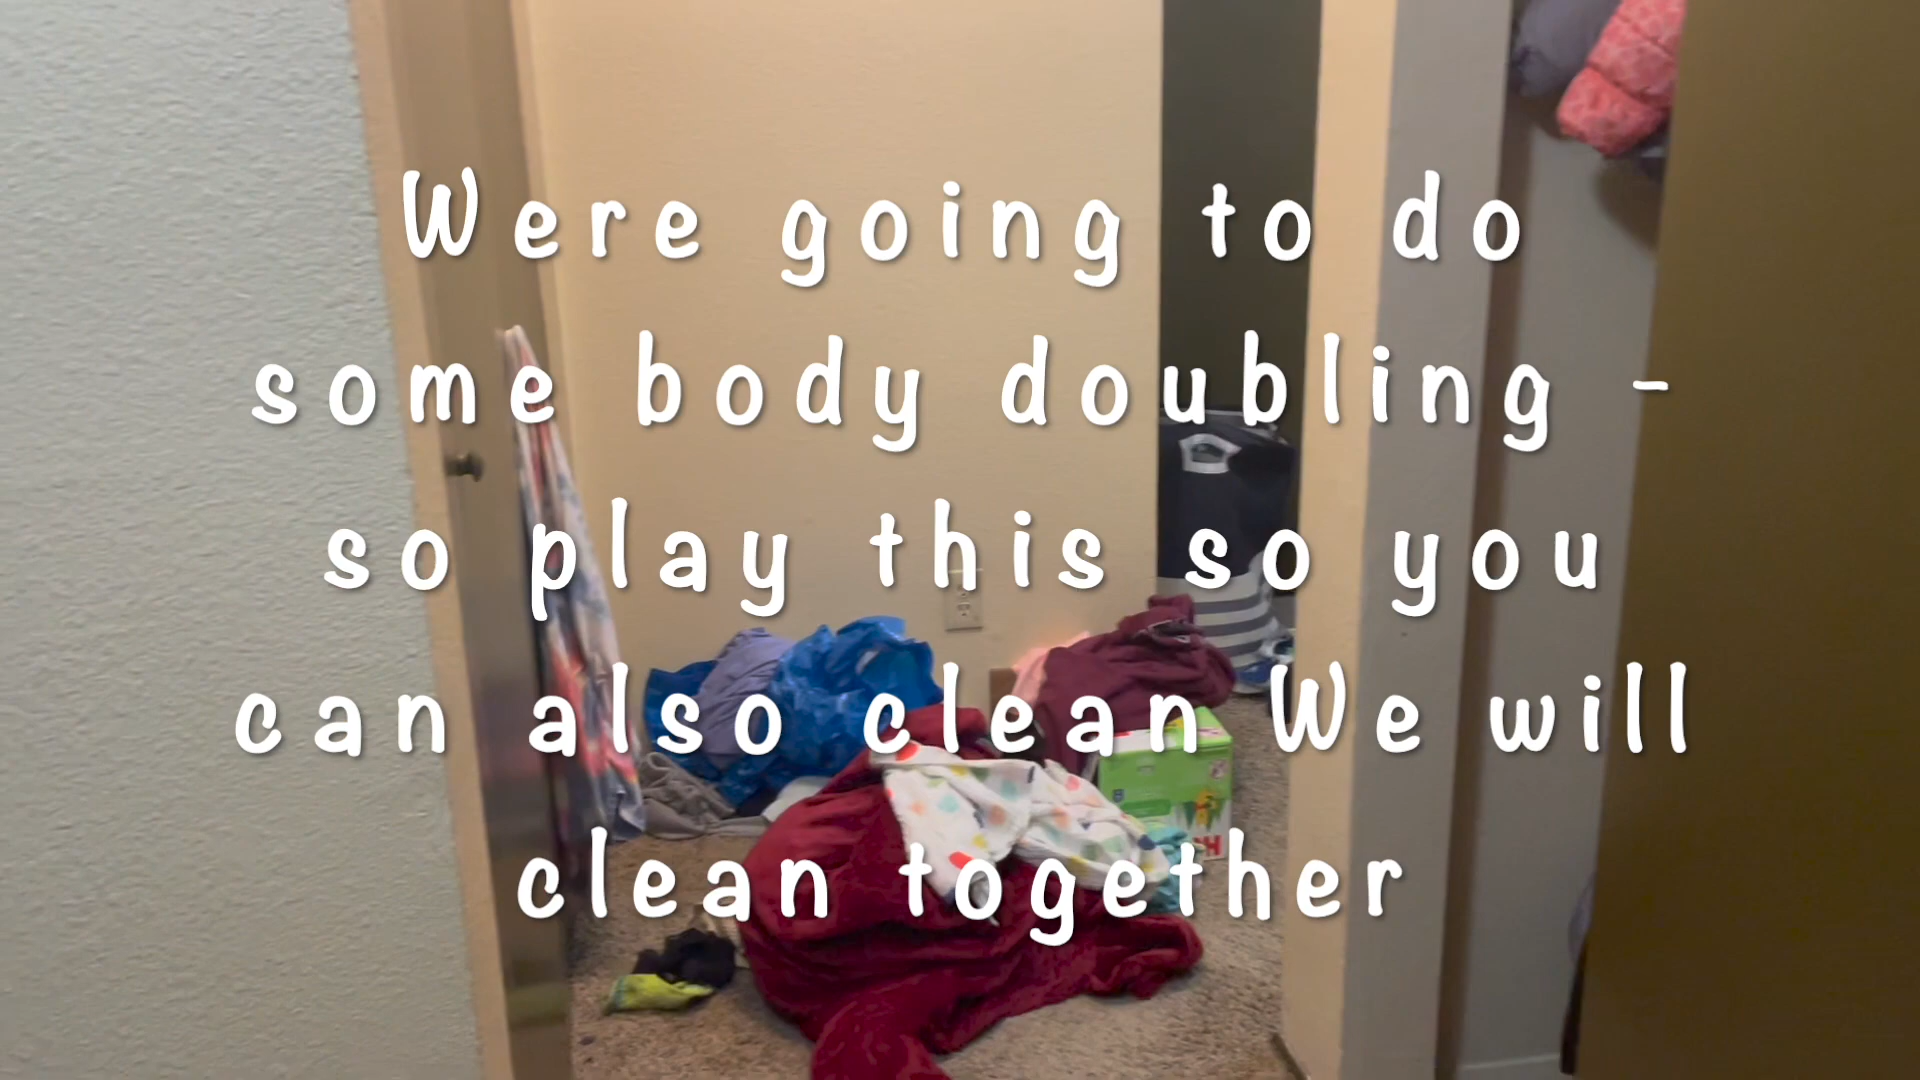 Were going to do
some body doubling -
so play this so you
can also clean We will
clean together